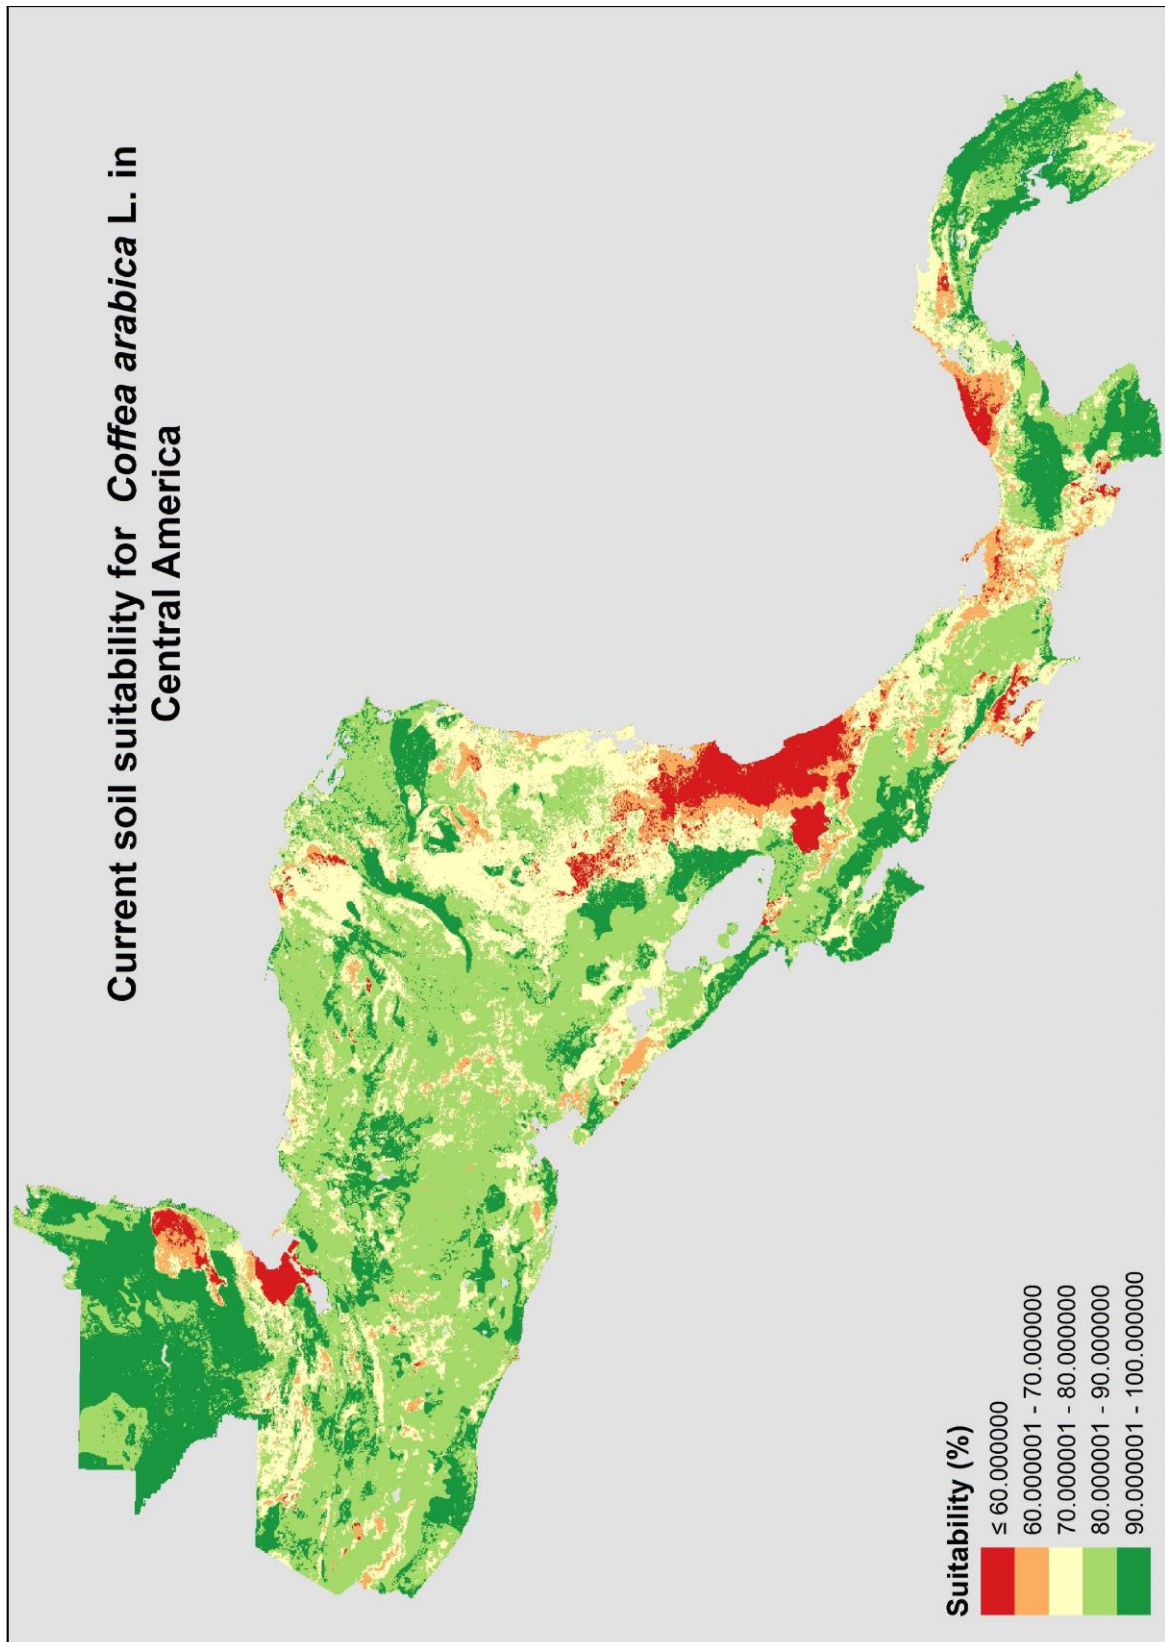 Current soil suitability for Coffea arabica L. in
Central America
Suitability (%)
≤ 60.000000
60.000001 - 70.000000
70.000001 - 80.000000
80.000001 - 90.000000
90.000001 - 100.000000